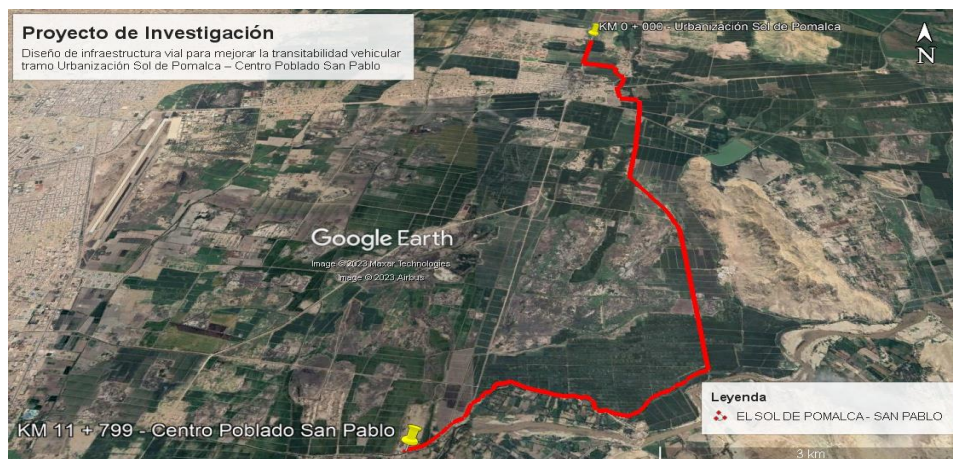 Proyecto de Investigación
Diseño de infraestructura vial para mejorar la transitabilidad vehicular
tramo Urbanización Sol de Pomalca – Centro Poblado San Pablo
KM 0 + 000 - Urbanización Sol de Pomalca
N
Google Earth
Image © 2023 Maxar Technologies
Image © 2023 Airbus
Leyenda
EL SOL DE POMALCA - SAN PABLO
KM 11 + 799 - Centro Poblado San Pablo
3 km